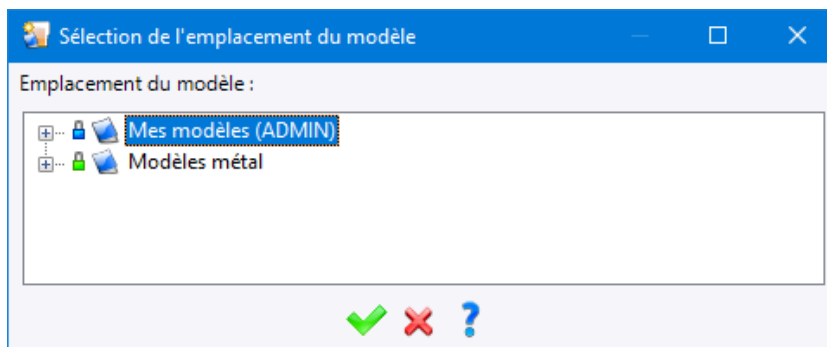 Sélection de l'emplacement du modèle
Emplacement du modèle :
Mes modèles (ADMIN)
Modèles métal